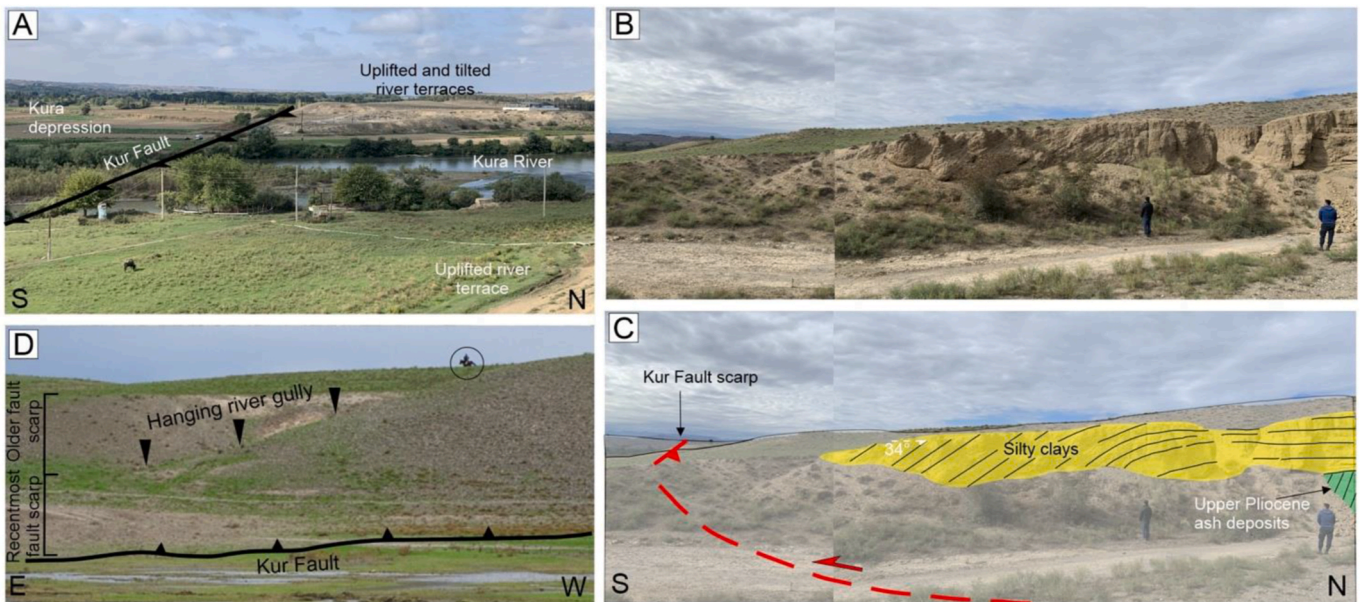 A
Uplifted and tilted
river terraces
Kura
depression
Kur Fault
Kura River
Uplifted river
terrace
S
N
B
D
Hanging river gully
Older fault
scarp
Recentmost
fault scarp
Kur Fault
E
W
C
Kur Fault scarp
34°
Silty clays
Upper Pliocene
ash deposits
S
N